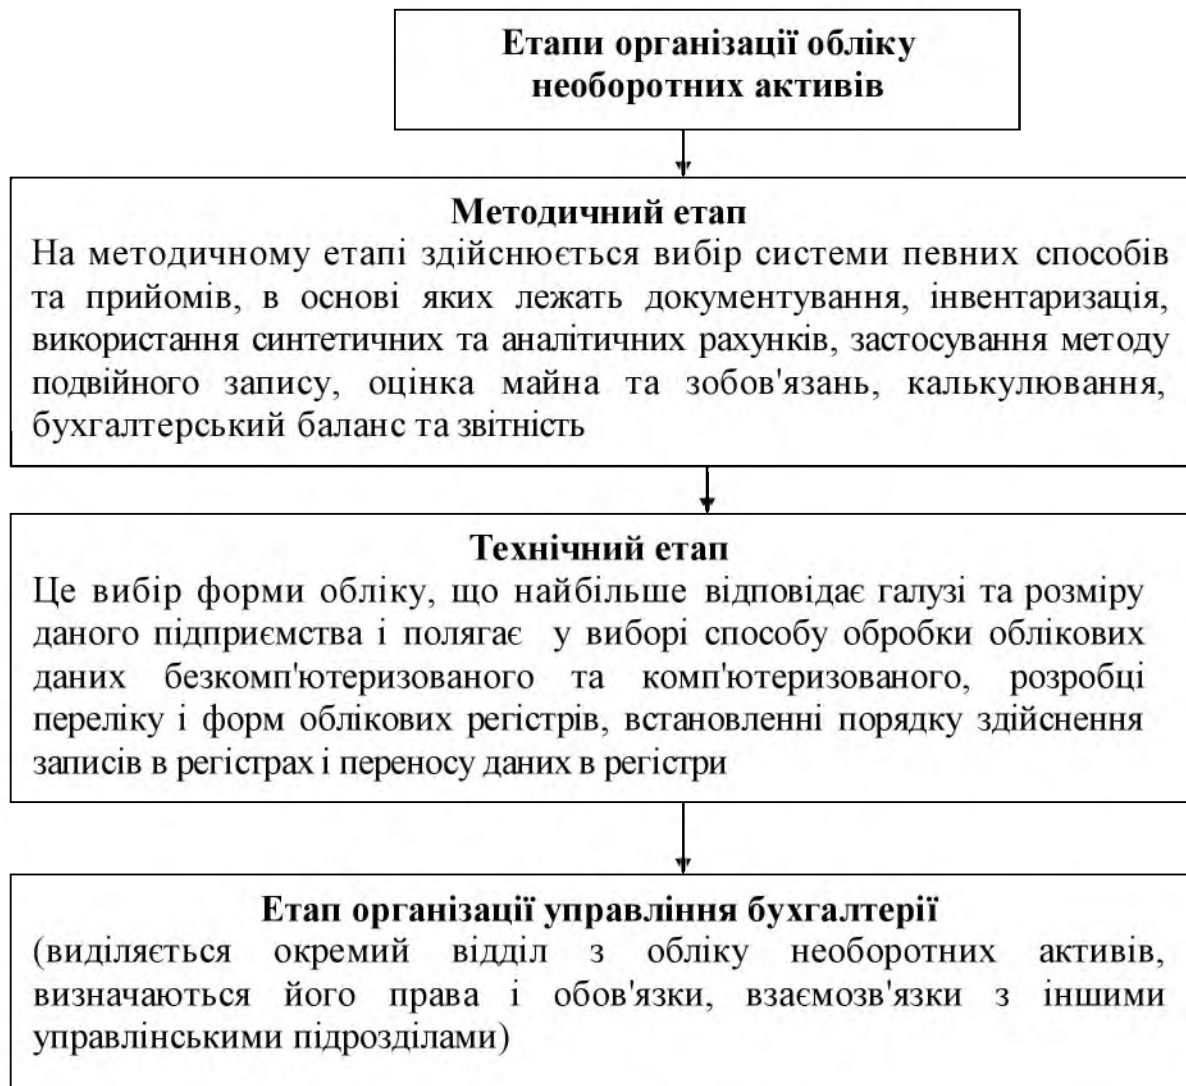 Етапи організації обліку
необоротних активів
Методичний етап
На методичному етапі здійснюється вибір системи певних способів
та прийомів, в основі яких лежать документування, інвентаризація,
використання синтетичних та аналітичних рахунків, застосування методу
подвійного запису, оцінка майна та зобов'язань, калькулювання,
бухгалтерський баланс та звітність
Технічний етап
Це вибір форми обліку, що найбільше відповідає галузі та розміру
даного підприємства і полягає у виборі способу обробки облікових
даних безкомп'ютеризованого та комп'ютеризованого, розробці
переліку і форм облікових регістрів, встановленні порядку здійснення
записів в регістрах і переносу даних в регістри
Етап організації управління бухгалтерії
(виділяється окремий відділ з обліку необоротних активів,
визначаються його права і обов'язки, взаємозв'язки з іншими
управлінськими підрозділами)